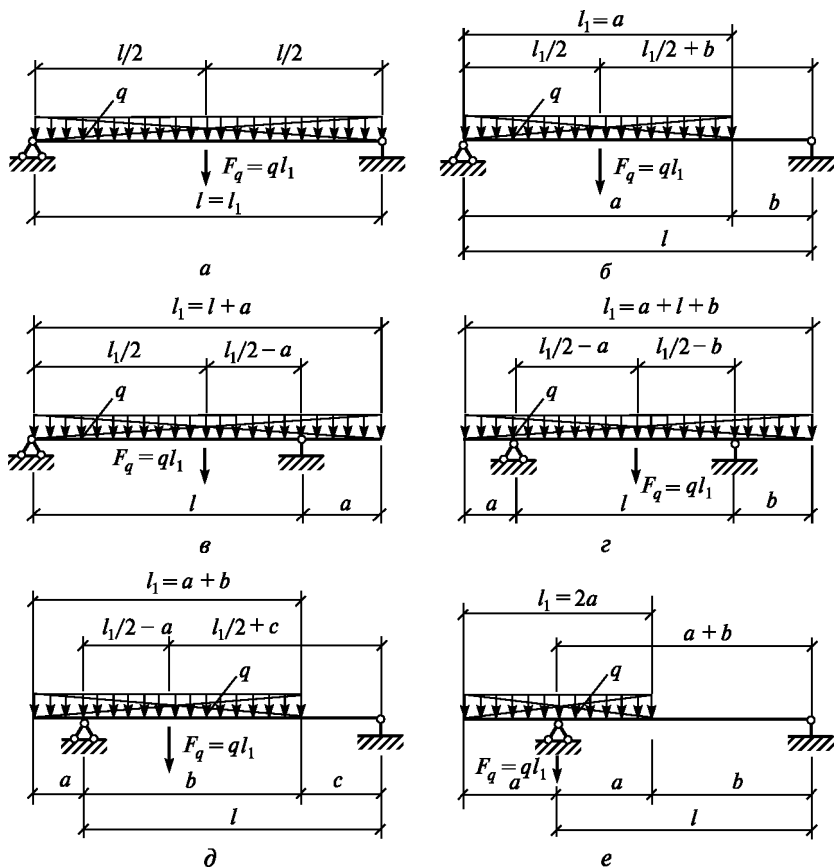 l/2 l/2
q
F_q = ql_1
l = l_1
а
l_1 = a
l_1/2 l_1/2 + b
q
F_q = ql_1
a b
l
б
l_1 = l + a
l_1/2 l_1/2 − a
q
F_q = ql_1
l a
в
l_1 = a + l + b
l_1/2 − a l_1/2 − b
q
F_q = ql_1
a l b
г
l_1 = a + b
l_1/2 − a l_1/2 + c
q
F_q = ql_1
a b c
l
д
l_1 = 2a
a + b
q
F_q = ql_1
a a b
l
е